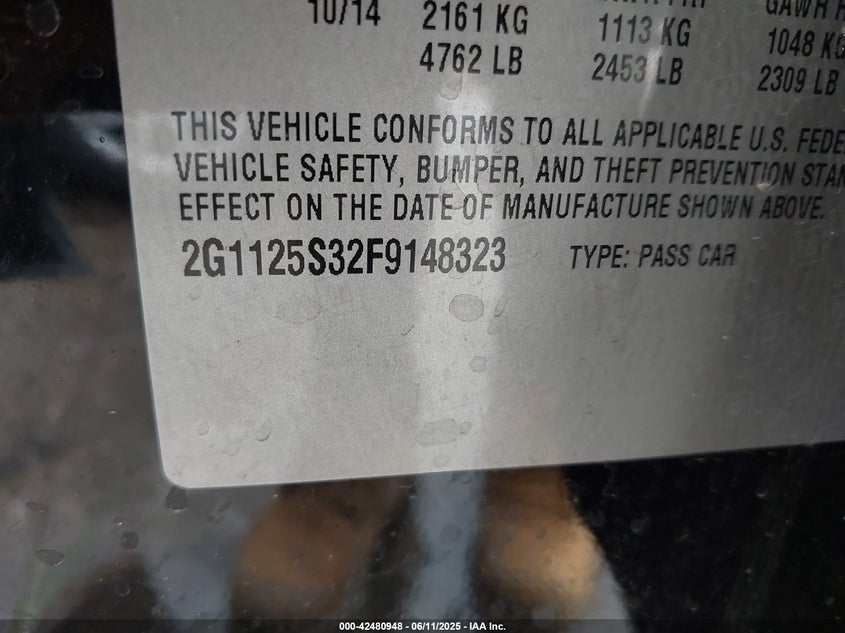 10/14 2161 KG 1113 KG 1048 KG
4762 LB 2453 LB 2309 LB
THIS VEHICLE CONFORMS TO ALL APPLICABLE U.S. FEDE
VEHICLE SAFETY, BUMPER, AND THEFT PREVENTION STAN
EFFECT ON THE DATE OF MANUFACTURE SHOWN ABOVE.
2G1125S32F9148323 TYPE: PASS CAR
000-42480948 - 06/11/2025 - IAA Inc.